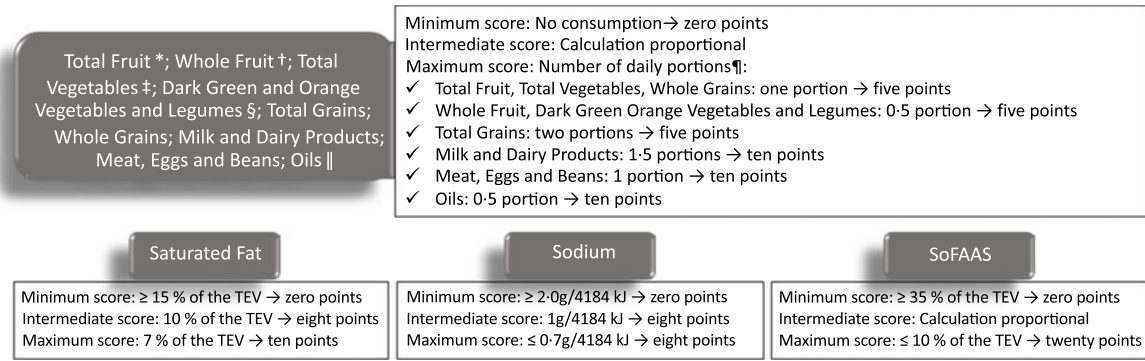 Total Fruit *; Whole Fruit †; Total
Vegetables ‡; Dark Green and Orange
Vegetables and Legumes §; Total Grains;
Whole Grains; Milk and Dairy Products;
Meat, Eggs and Beans; Oils ‖
Minimum score: No consumption→ zero points
Intermediate score: Calculation proportional
Maximum score: Number of daily portions¶:
✓ Total Fruit, Total Vegetables, Whole Grains: one portion → five points
✓ Whole Fruit, Dark Green Orange Vegetables and Legumes: 0·5 portion → five points
✓ Total Grains: two portions → five points
✓ Milk and Dairy Products: 1·5 portions → ten points
✓ Meat, Eggs and Beans: 1 portion → ten points
✓ Oils: 0·5 portion → ten points
Saturated Fat
Minimum score: ≥ 15 % of the TEV → zero points
Intermediate score: 10 % of the TEV → eight points
Maximum score: 7 % of the TEV → ten points
Sodium
Minimum score: ≥ 2·0g/4184 kJ → zero points
Intermediate score: 1g/4184 kJ → eight points
Maximum score: ≤ 0·7g/4184 kJ → eight points
SoFAAS
Minimum score: ≥ 35 % of the TEV → zero points
Intermediate score: Calculation proportional
Maximum score: ≤ 10 % of the TEV → twenty points